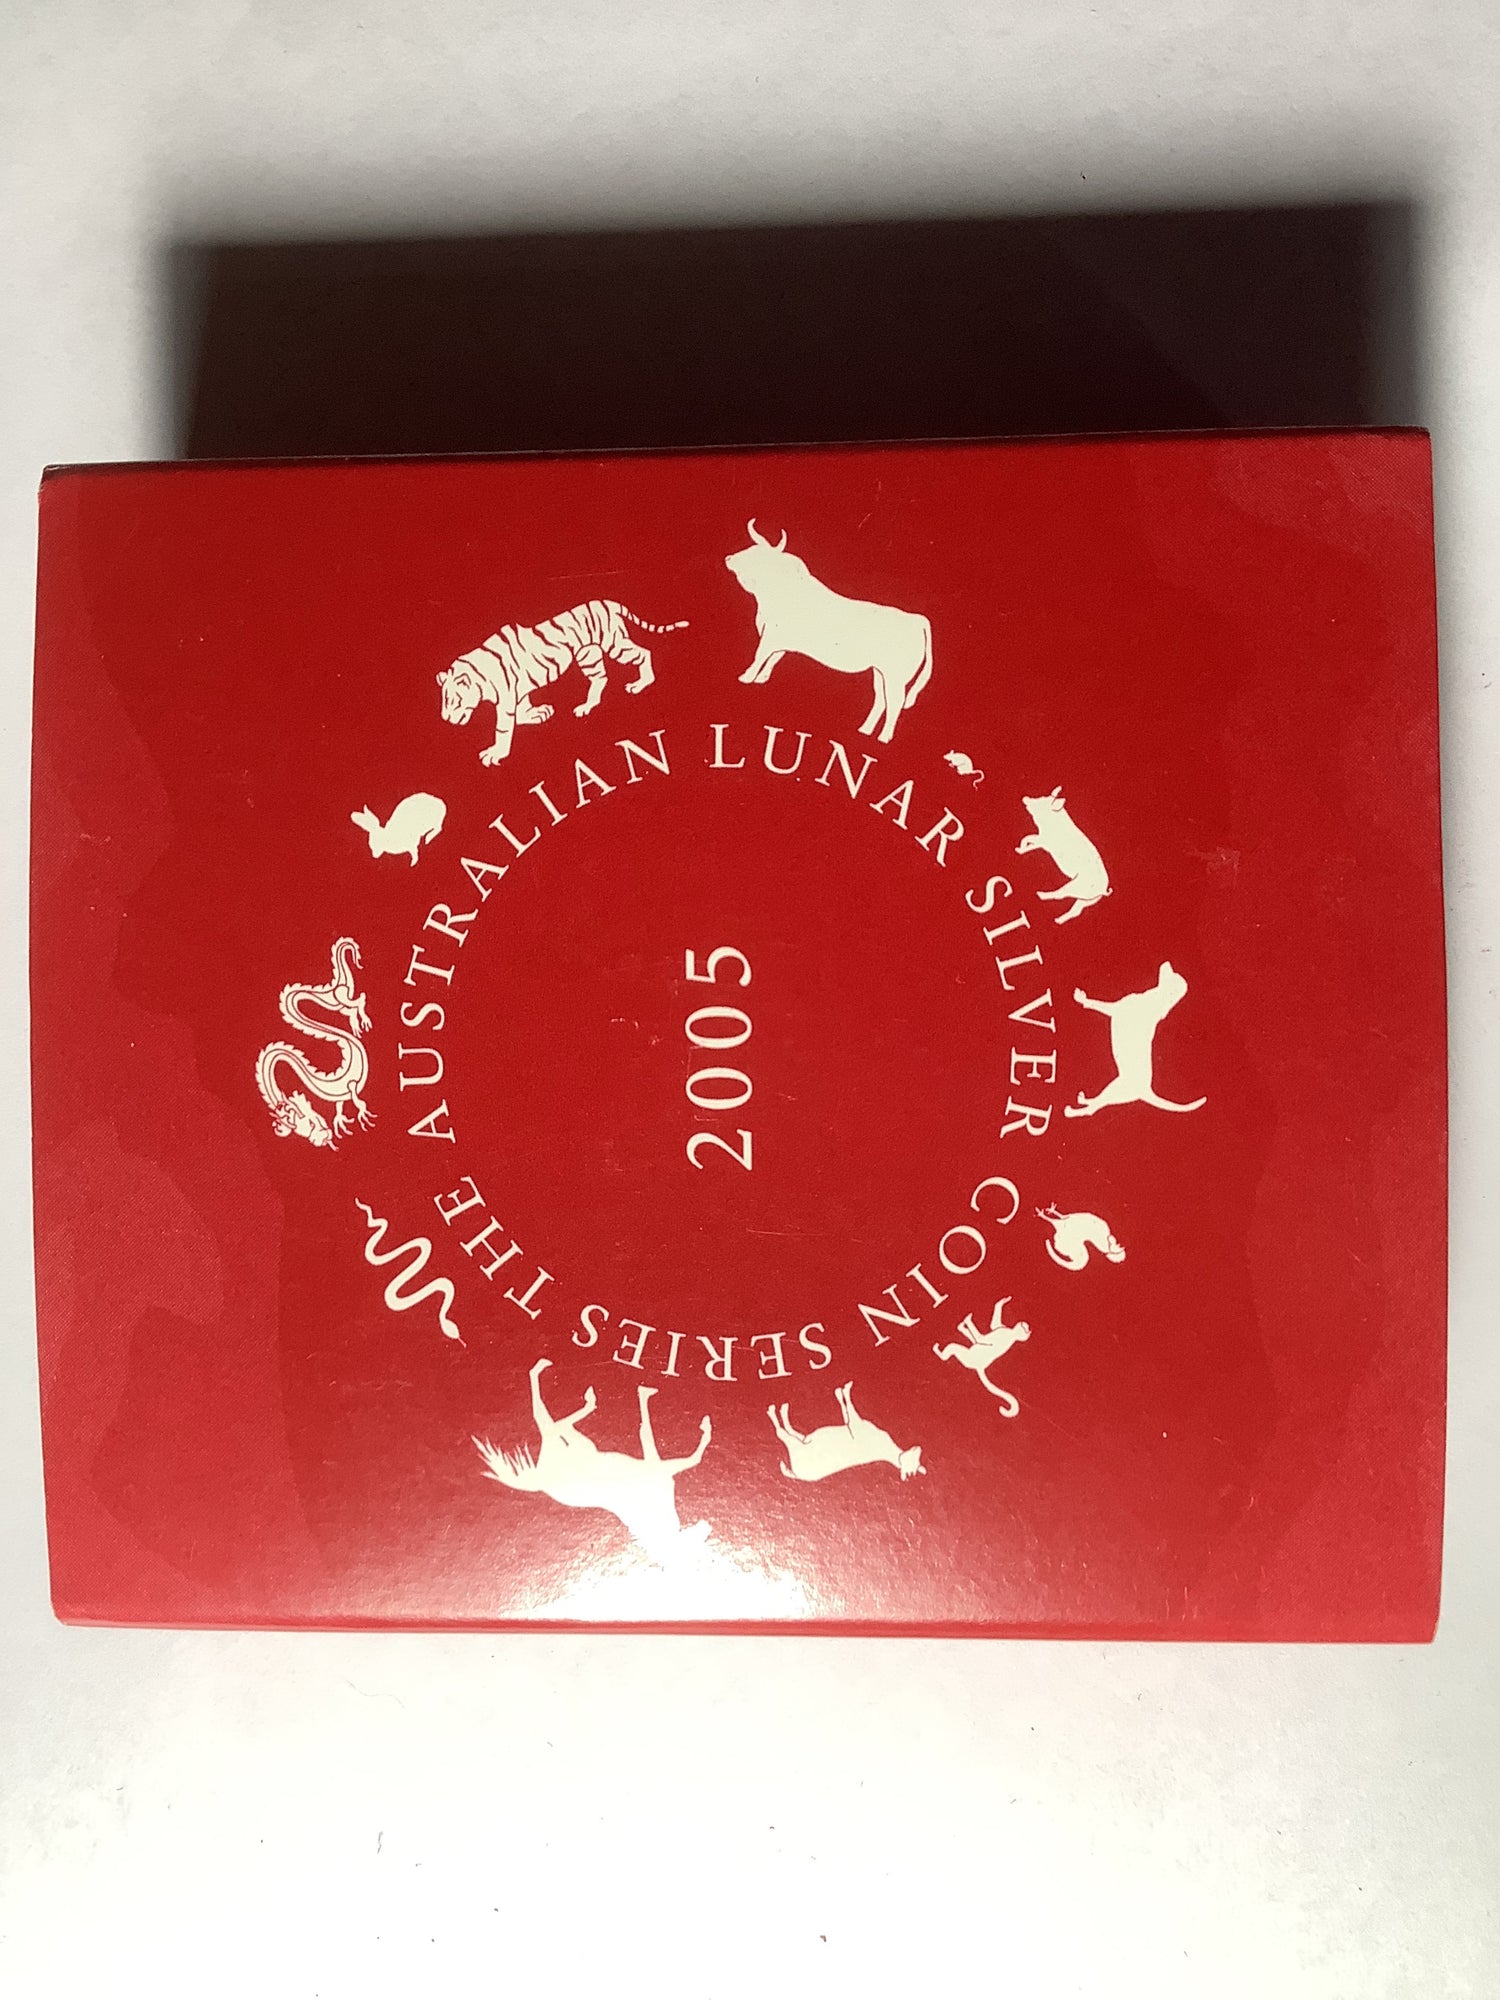 THE AUSTRALIAN LUNAR SILVER COIN SERIES
2005